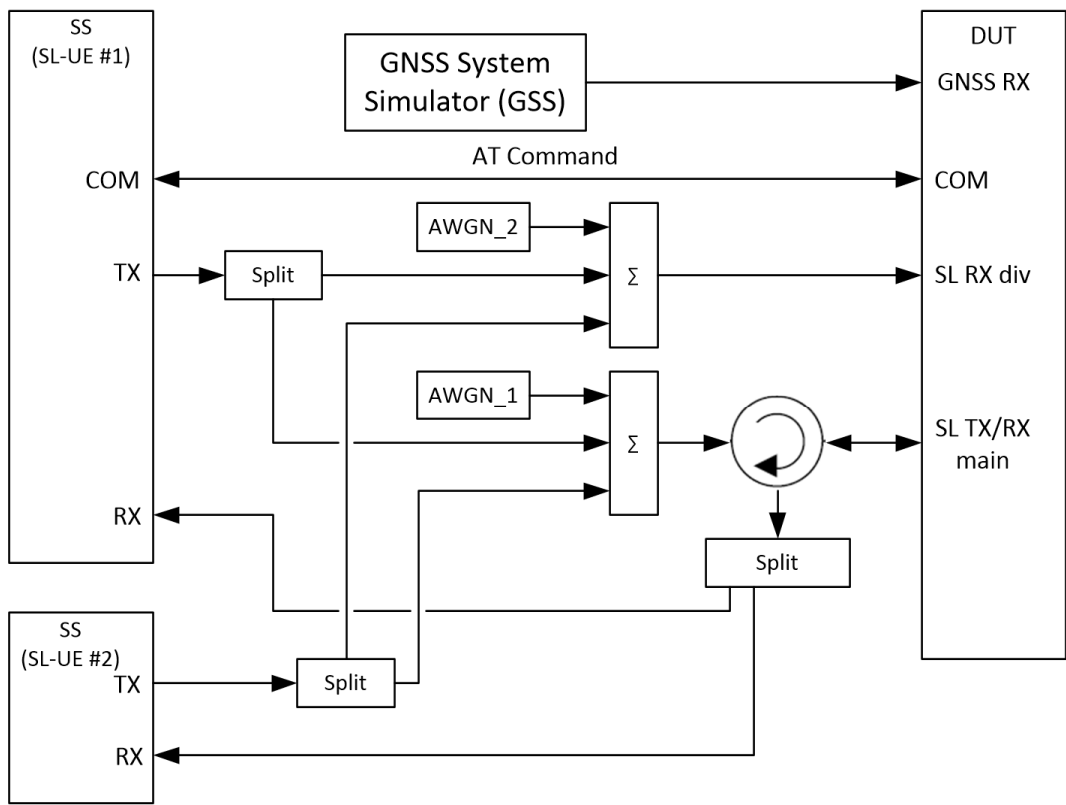 SS
(SL-UE #1)
DUT
GNSS System
Simulator (GSS)
GNSS RX
AT Command
COM
COM
AWGN_2
TX
Split
Σ
SL RX div
AWGN_1
Σ
SL TX/RX
main
RX
Split
SS
(SL-UE #2)
TX
Split
RX